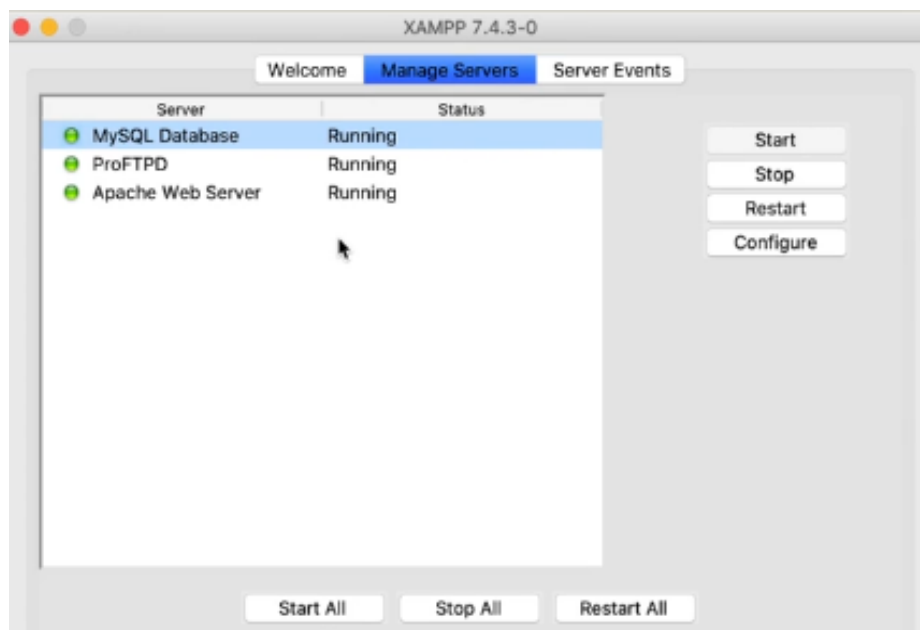 XAMPP 7.4.3-0
Welcome Manage Servers Server Events
Server Status
MySQL Database Running
ProFTPD Running
Apache Web Server Running
Start
Stop
Restart
Configure
Start All Stop All Restart All